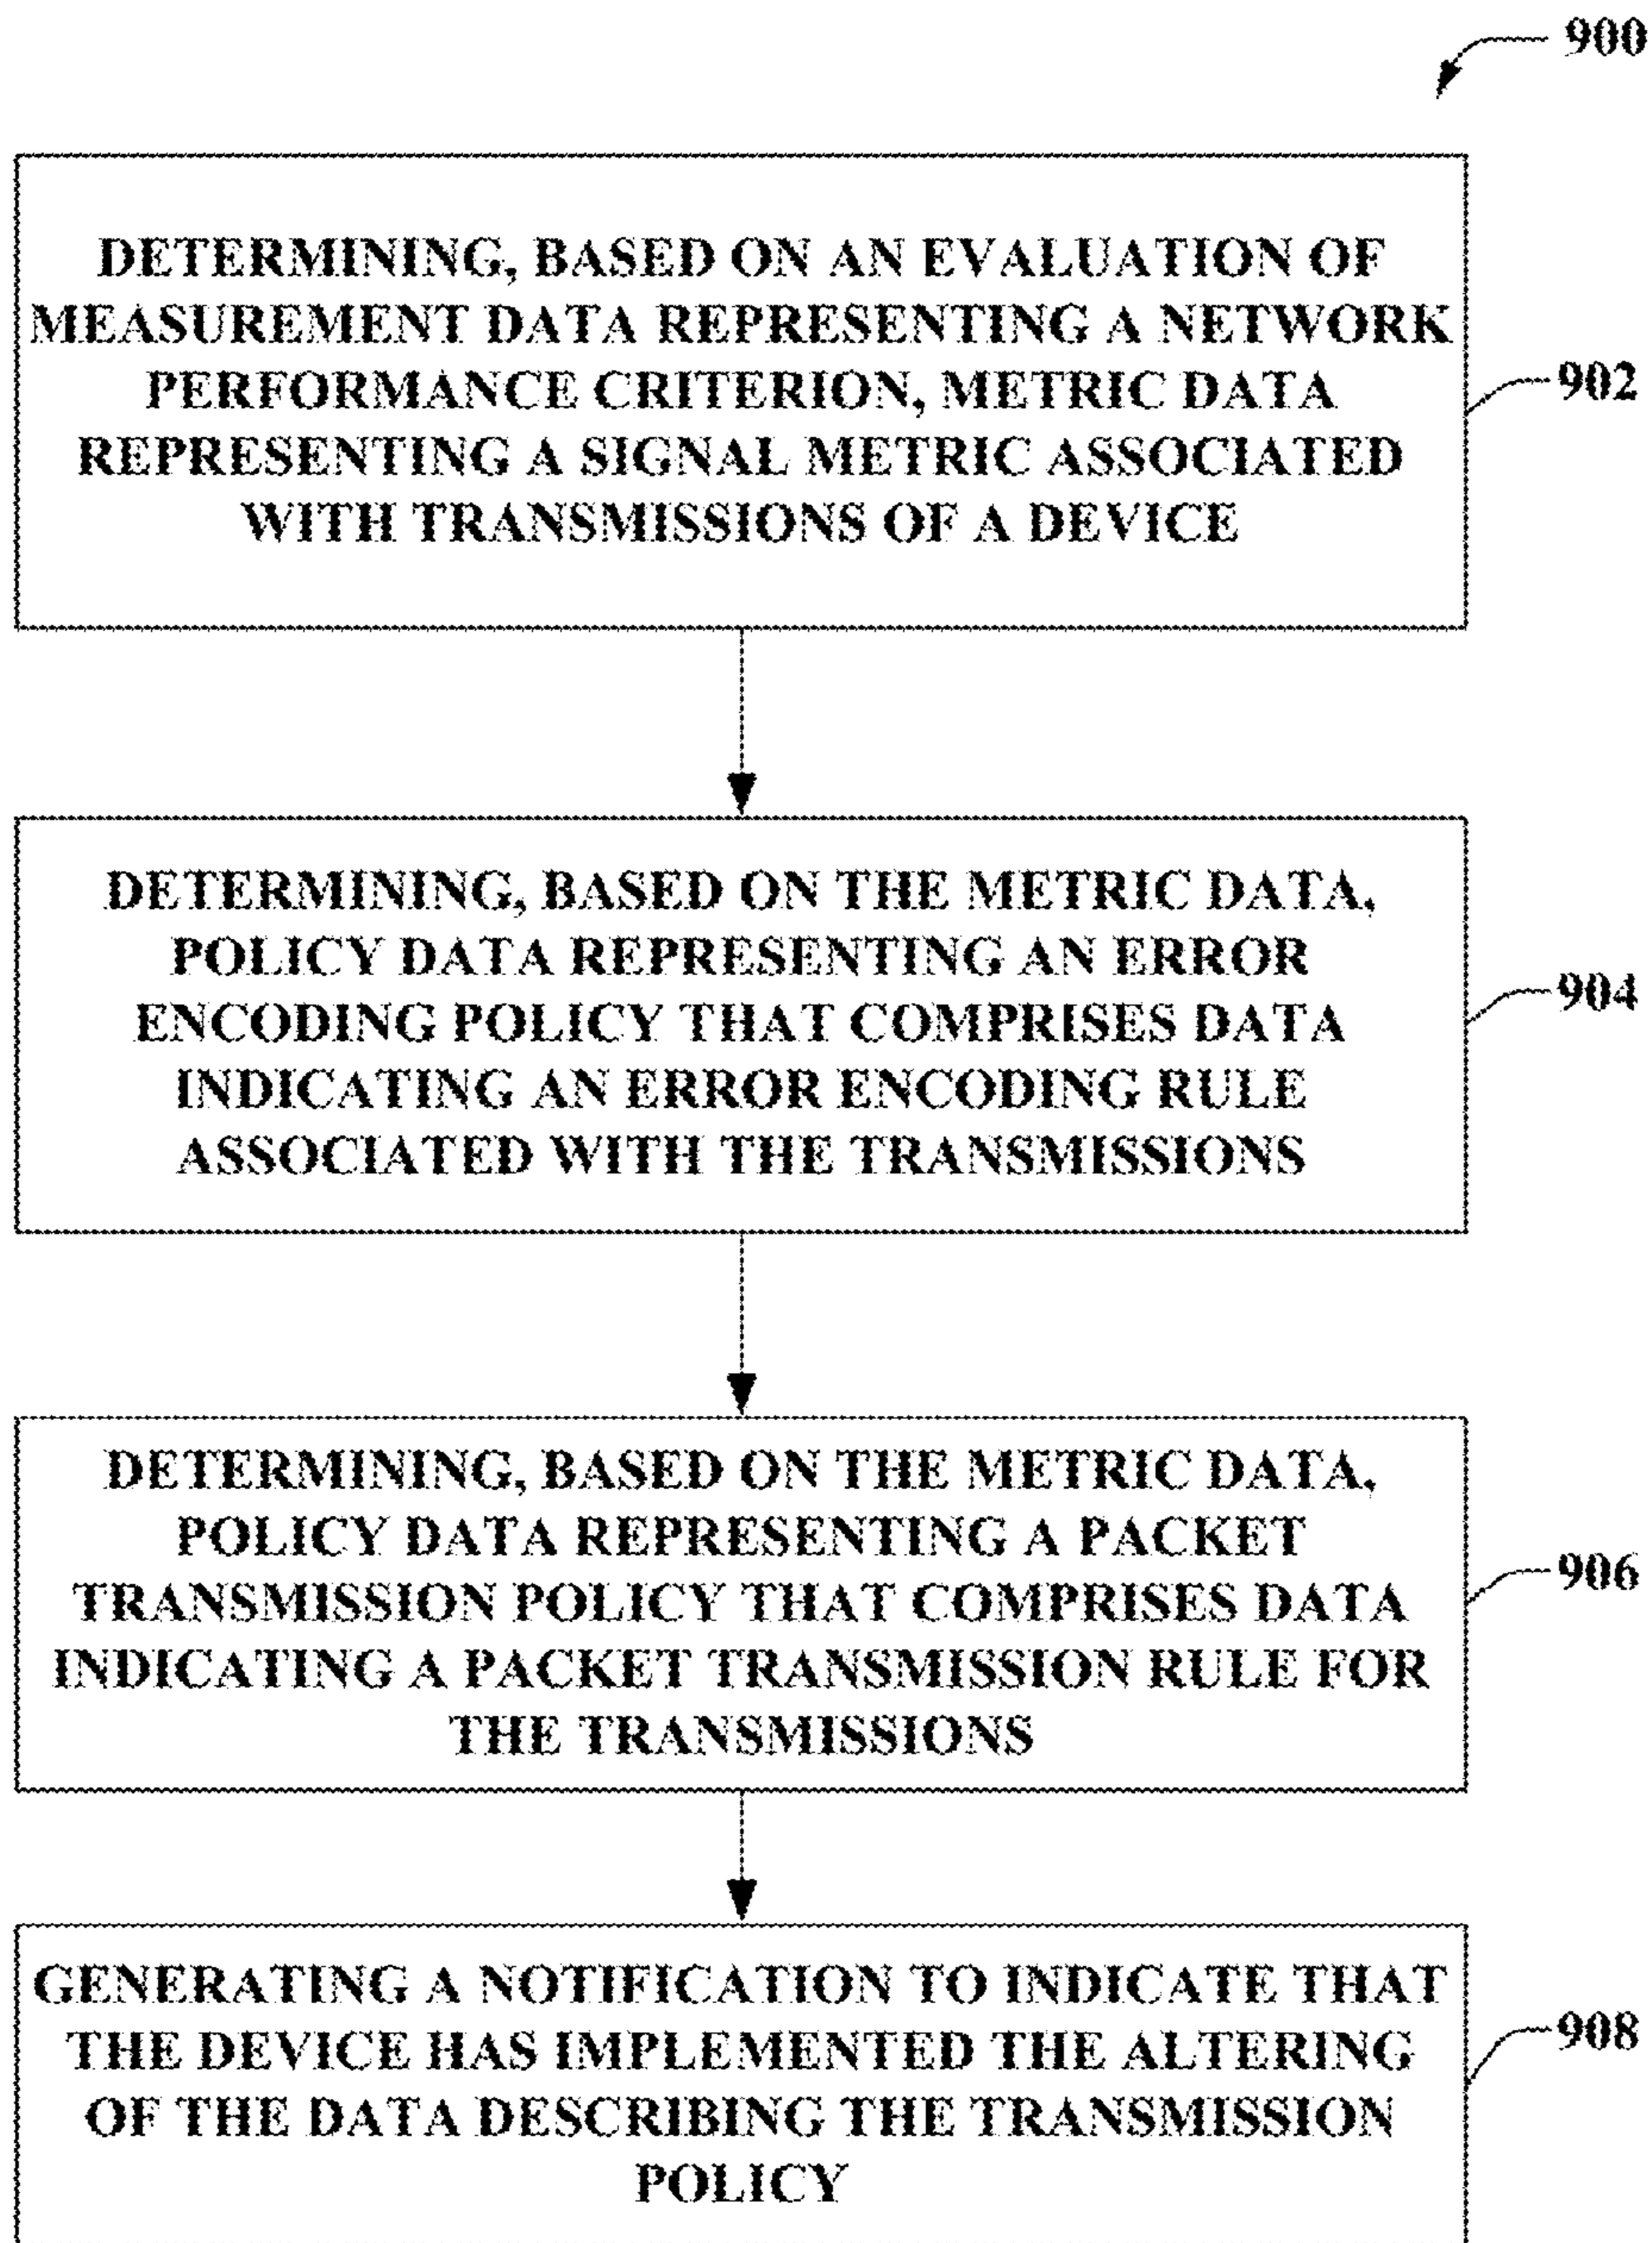 900
DETERMINING, BASED ON AN EVALUATION OF
MEASUREMENT DATA REPRESENTING A NETWORK
PERFORMANCE CRITERION, METRIC DATA
REPRESENTING A SIGNAL METRIC ASSOCIATED
WITH TRANSMISSIONS OF A DEVICE
902
DETERMINING, BASED ON THE METRIC DATA,
POLICY DATA REPRESENTING AN ERROR
ENCODING POLICY THAT COMPRISES DATA
INDICATING AN ERROR ENCODING RULE
ASSOCIATED WITH THE TRANSMISSIONS
904
DETERMINING, BASED ON THE METRIC DATA,
POLICY DATA REPRESENTING A PACKET
TRANSMISSION POLICY THAT COMPRISES DATA
INDICATING A PACKET TRANSMISSION RULE FOR
THE TRANSMISSIONS
906
GENERATING A NOTIFICATION TO INDICATE THAT
THE DEVICE HAS IMPLEMENTED THE ALTERING
OF THE DATA DESCRIBING THE TRANSMISSION
POLICY
908